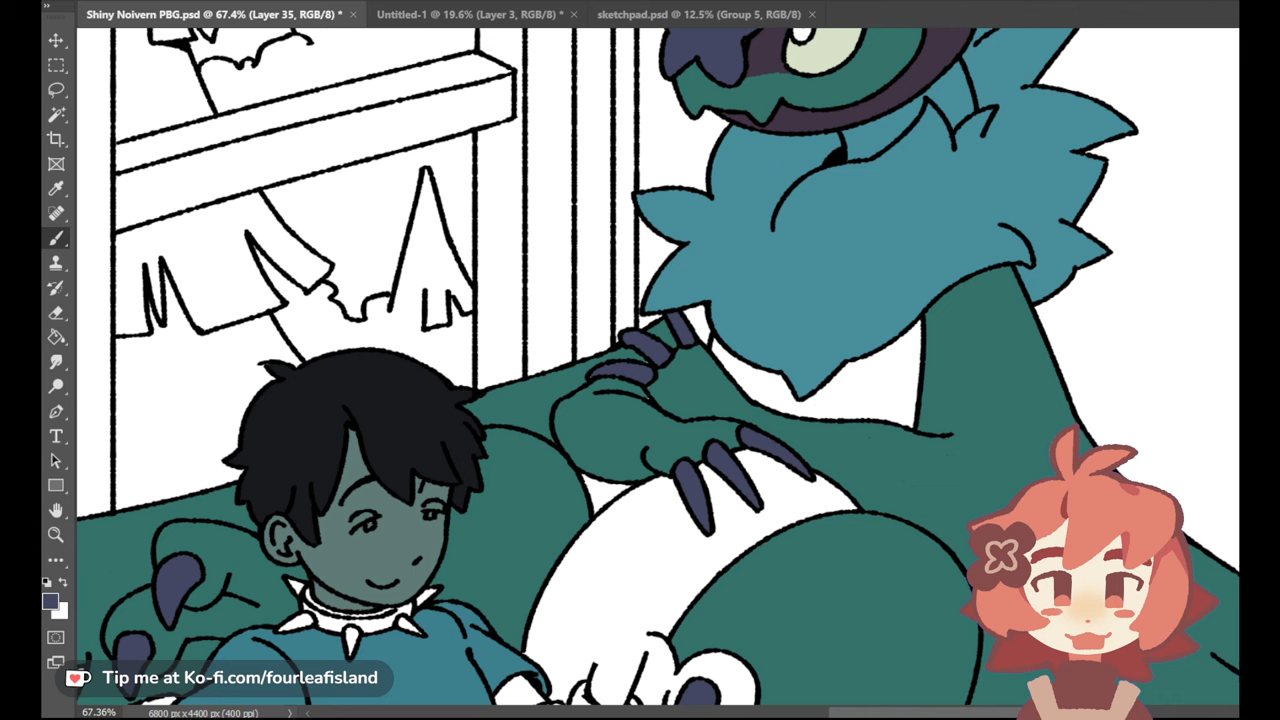 Shiny Noivern PBG.psd @ 67.4% (Layer 35, RGB/8) *
Untitled-1 @ 19.6% (Layer 3, RGB/8) *
sketchpad.psd @ 12.5% (Group 5, RGB/8)
Tip me at Ko-fi.com/fourleafisland
67.36%
6800 px x 4400 px (400 ppi)